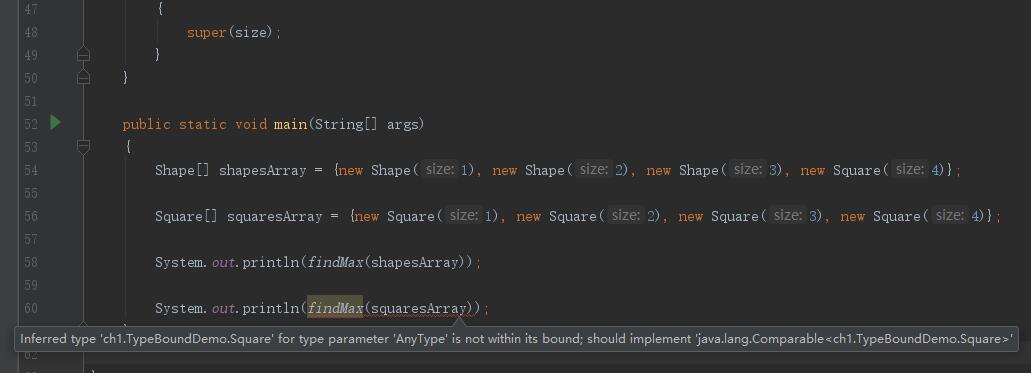 47 {
48 super(size);
49 }
50 }
51
52 public static void main(String[] args)
53 {
54 Shape[] shapesArray = {new Shape( size: 1), new Shape( size: 2), new Shape( size: 3), new Square( size: 4)};
55
56 Square[] squaresArray = {new Square( size: 1), new Square( size: 2), new Square( size: 3), new Square( size: 4)};
57
58 System.out.println(findMax(shapesArray));
59
60 System.out.println(findMax(squaresArray));
Inferred type 'ch1.TypeBoundDemo.Square' for type parameter 'AnyType' is not within its bound; should implement 'java.lang.Comparable<ch1.TypeBoundDemo.Square>'